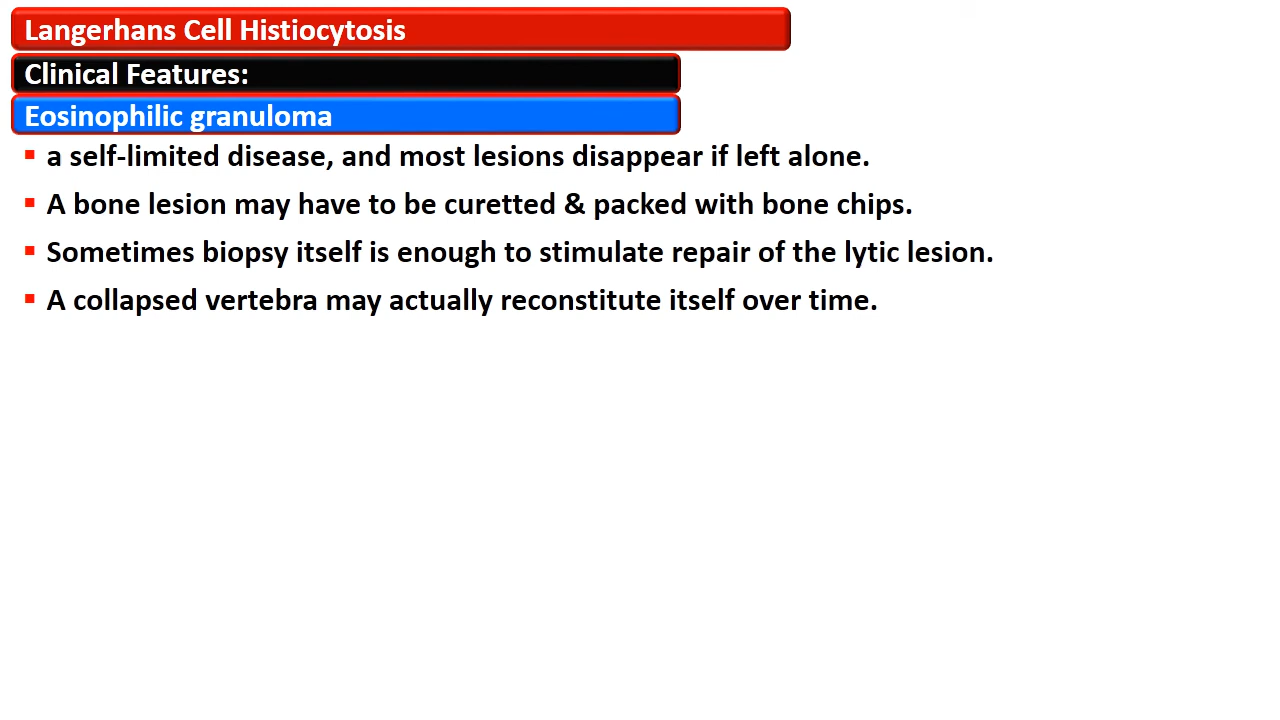 Langerhans Cell Histiocytosis
Clinical Features:
Eosinophilic granuloma
▪ a self-limited disease, and most lesions disappear if left alone.
▪ A bone lesion may have to be curetted & packed with bone chips.
▪ Sometimes biopsy itself is enough to stimulate repair of the lytic lesion.
▪ A collapsed vertebra may actually reconstitute itself over time.